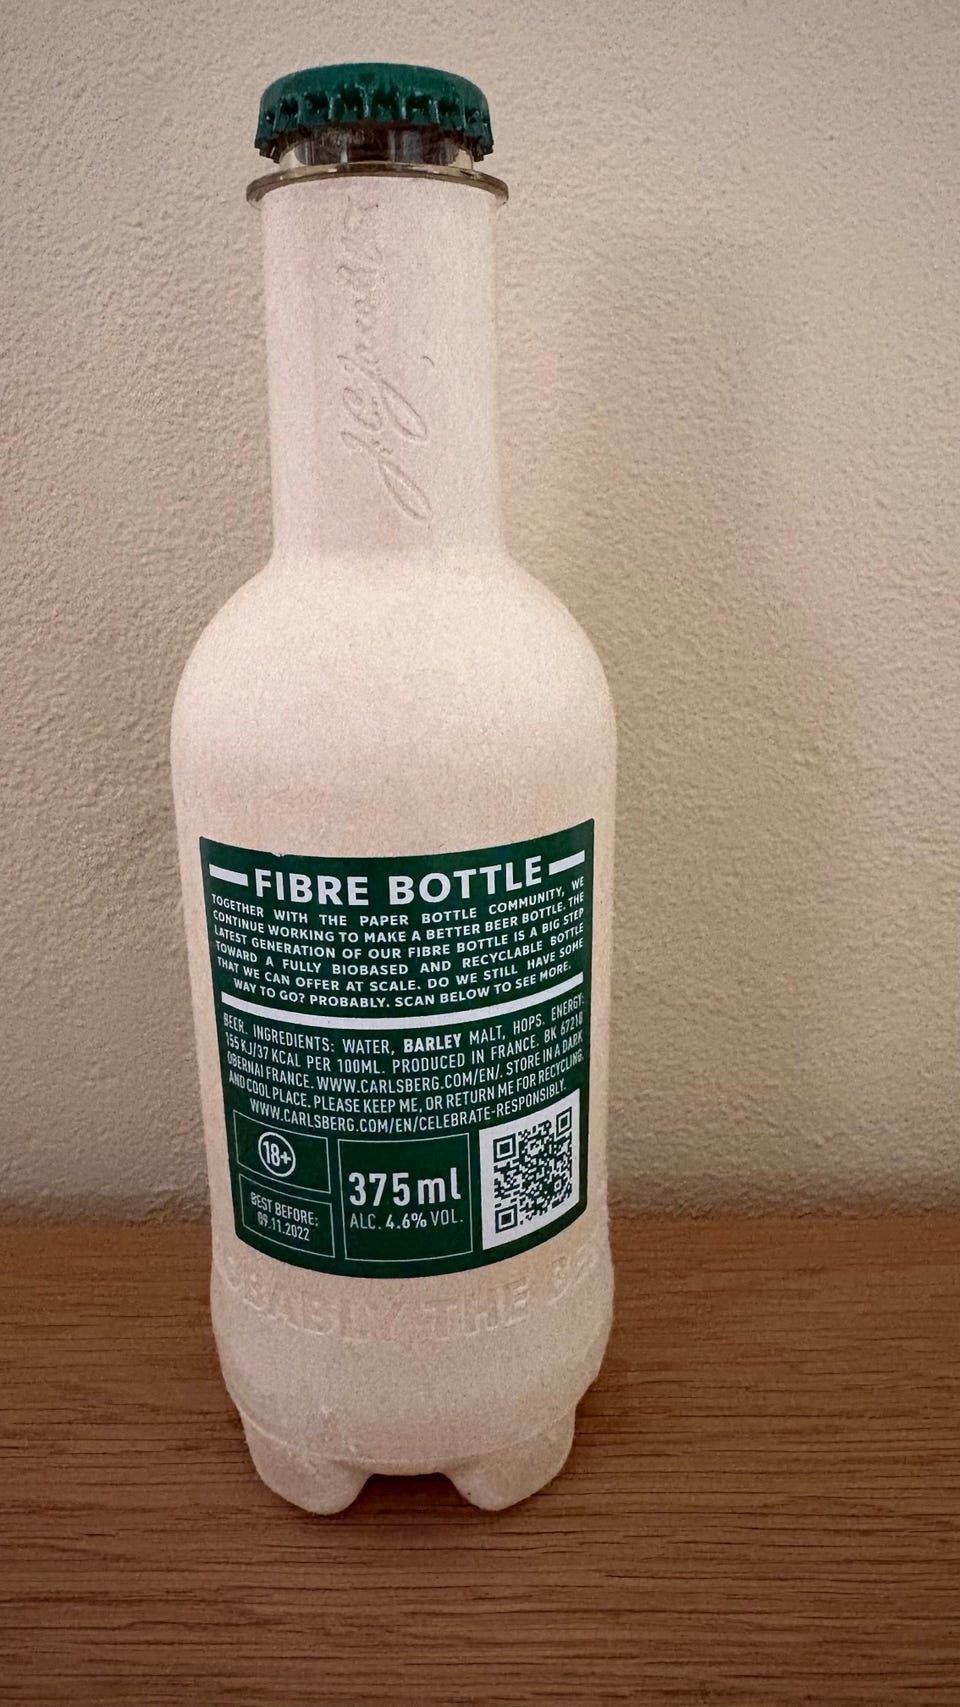 J.C. Jacobsen
FIBRE BOTTLE
TOGETHER WITH THE PAPER BOTTLE COMMUNITY, WE
CONTINUE WORKING TO MAKE A BETTER BEER BOTTLE. THE
LATEST GENERATION OF OUR FIBRE BOTTLE IS A BIG STEP
TOWARD A FULLY BIOBASED AND RECYCLABLE BOTTLE
THAT WE CAN OFFER AT SCALE. DO WE STILL HAVE SOME
WAY TO GO? PROBABLY. SCAN BELOW TO SEE MORE.
BEER. INGREDIENTS: WATER, BARLEY MALT, HOPS. ENERGY:
155 KJ/37 KCAL PER 100ML. PRODUCED IN FRANCE. BK 67210
OBERNAI FRANCE. WWW.CARLSBERG.COM/EN/. STORE IN A DARK
AND COOL PLACE. PLEASE KEEP ME, OR RETURN ME FOR RECYCLING.
WWW.CARLSBERG.COM/EN/CELEBRATE-RESPONSIBLY.
18+
BEST BEFORE:
09.11.2022
375ml
ALC. 4.6% VOL.
BABLY THE BE